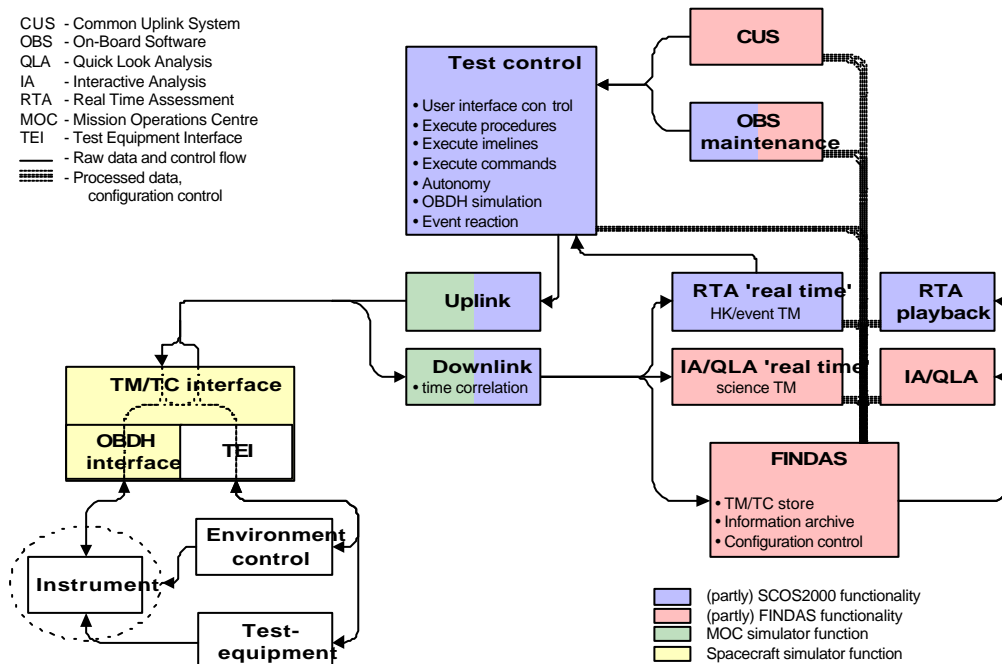 CUS - Common Uplink System
OBS - On-Board Software
QLA - Quick Look Analysis
IA - Interactive Analysis
RTA - Real Time Assessment
MOC - Mission Operations Centre
TEI - Test Equipment Interface
- Raw data and control flow
- Processed data,
configuration control
Test control
• User interface con trol
• Execute procedures
• Execute imelines
• Execute commands
• Autonomy
• OBDH simulation
• Event reaction
CUS
OBS
maintenance
Uplink
Downlink
• time correlation
RTA 'real time'
HK/event TM
RTA
playback
IA/QLA 'real time'
science TM
IA/QLA
TM/TC interface
OBDH
interface
TEI
FINDAS
• TM/TC store
• Information archive
• Configuration control
Environment
control
Instrument
Test-
equipment
(partly) SCOS2000 functionality
(partly) FINDAS functionality
MOC simulator function
Spacecraft simulator function